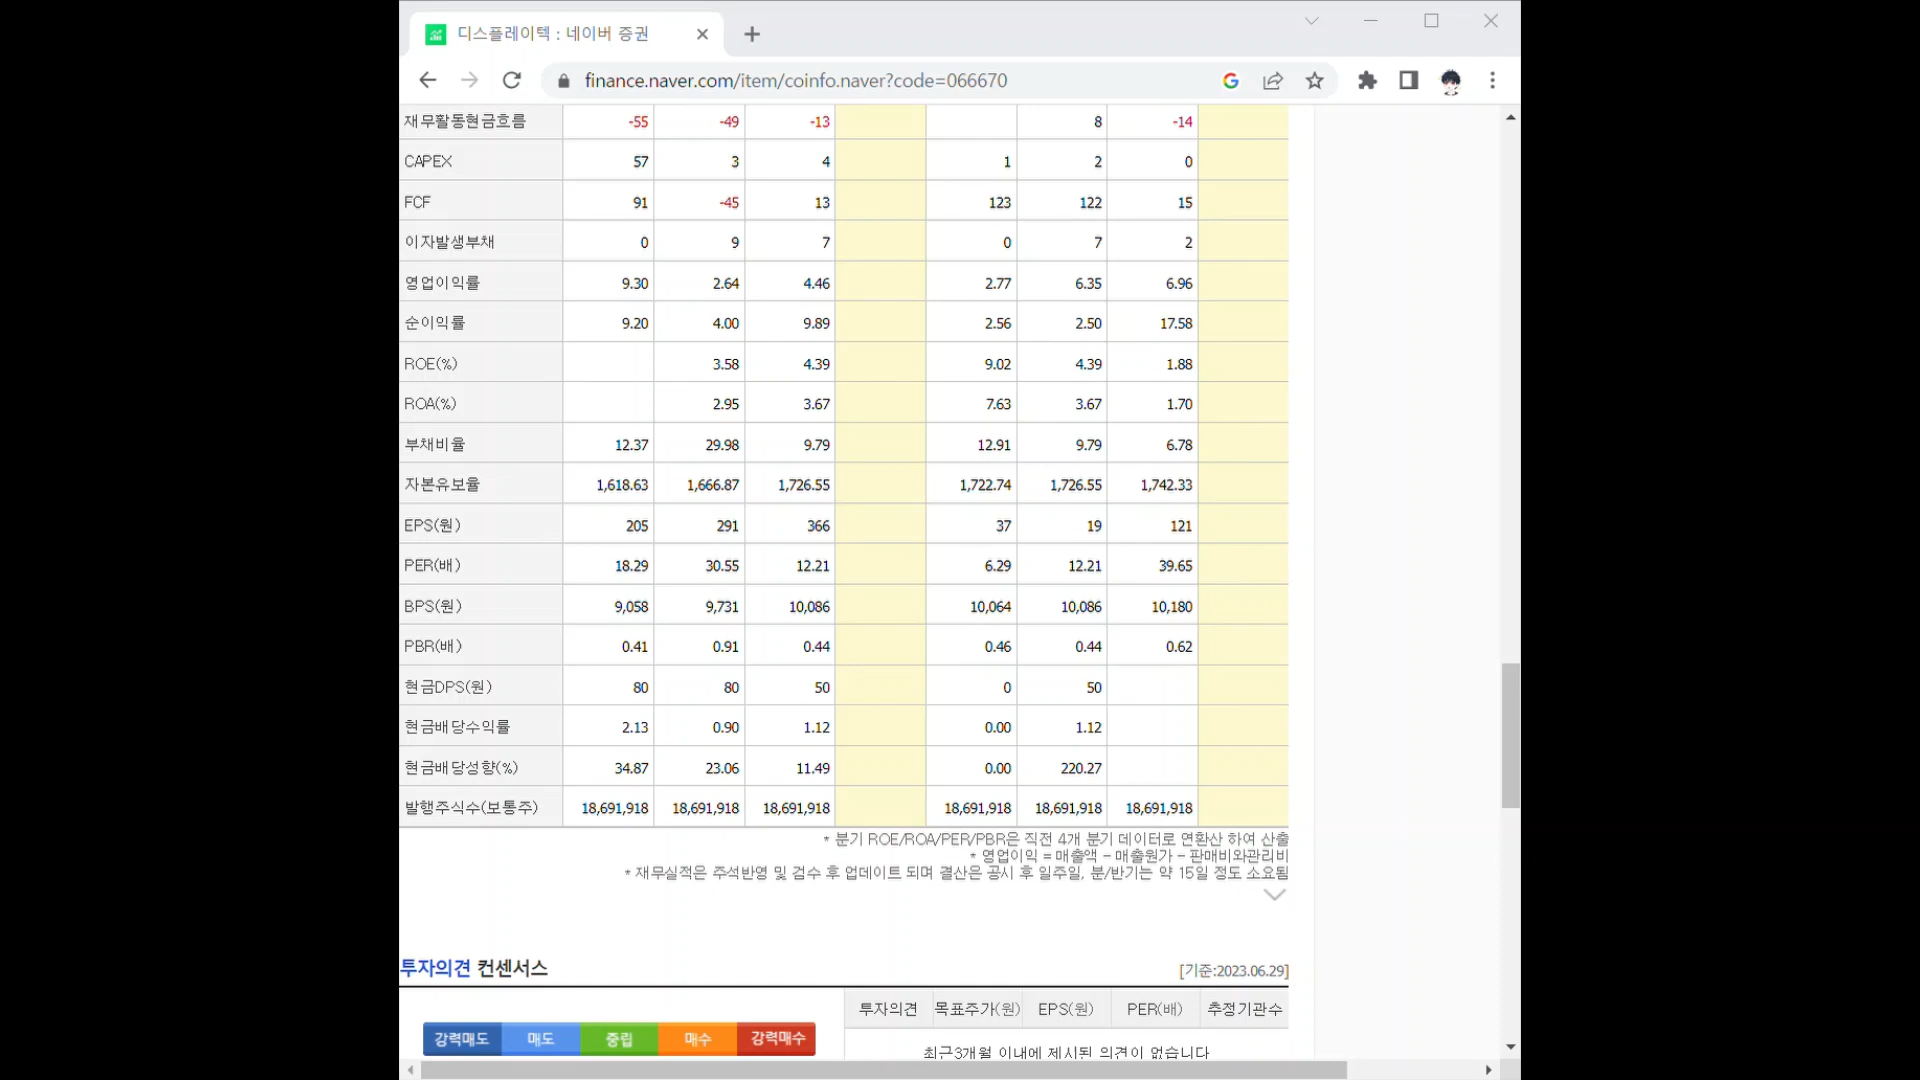 디스플레이텍 : 네이버 증권
finance.naver.com/item/coinfo.naver?code=066670
재무활동현금흐름 -55 -49 -13 8 -14
CAPEX 57 3 4 1 2 0
FCF 91 -45 13 123 122 15
이자발생부채 0 9 7 0 7 2
영업이익률 9.30 2.64 4.46 2.77 6.35 6.96
순이익률 9.20 4.00 9.89 2.56 2.50 17.58
ROE(%) 3.58 4.39 9.02 4.39 1.88
ROA(%) 2.95 3.67 7.63 3.67 1.70
부채비율 12.37 29.98 9.79 12.91 9.79 6.78
자본유보율 1,618.63 1,666.87 1,726.55 1,722.74 1,726.55 1,742.33
EPS(원) 205 291 366 37 19 121
PER(배) 18.29 30.55 12.21 6.29 12.21 39.65
BPS(원) 9,058 9,731 10,086 10,064 10,086 10,180
PBR(배) 0.41 0.91 0.44 0.46 0.44 0.62
현금DPS(원) 80 80 50 0 50
현금배당수익률 2.13 0.90 1.12 0.00 1.12
현금배당성향(%) 34.87 23.06 11.49 0.00 220.27
발행주식수(보통주) 18,691,918 18,691,918 18,691,918 18,691,918 18,691,918 18,691,918
* 분기 ROE/ROA/PER/PBR은 직전 4개 분기 데이터로 연환산 하여 산출
* 영업이익 = 매출액 - 매출원가 - 판매비와관리비
* 재무실적은 주석반영 및 검수 후 업데이트 되며 결산은 공시 후 일주일, 분/반기는 약 15일 정도 소요됨
투자의견 컨센서스 [기준:2023.06.29]
투자의견 목표주가(원) EPS(원) PER(배) 추정기관수
강력매도 매도 중립 매수 강력매수
최근3개월 이내에 제시된 의견이 없습니다